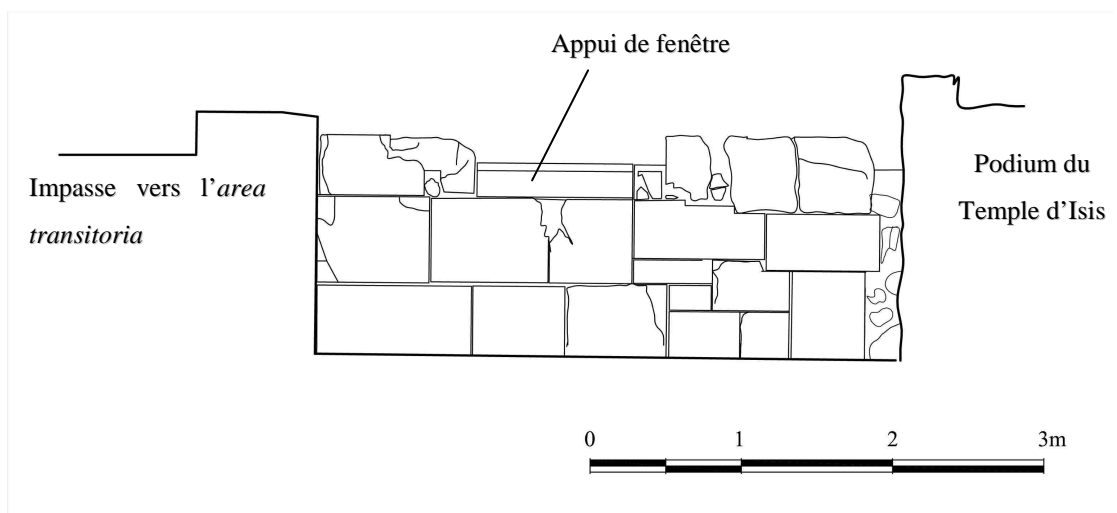 Appui de fenêtre
Impasse vers l'area
transitoria
Podium du
Temple d'Isis
0 1 2 3m